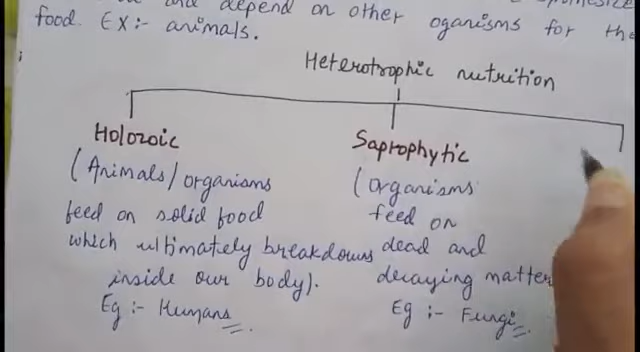 and depend on other oganisms for the
food. EX:- animals.
Heterotrophic nutrition
Holozoic
(Animals/organisms
feed on solid food
which ultimately breakdowns
inside our body).
Eg :- Humans.
Saprophytic
(organisms
feed on
dead and
decaying matter
Eg :- Fungi.